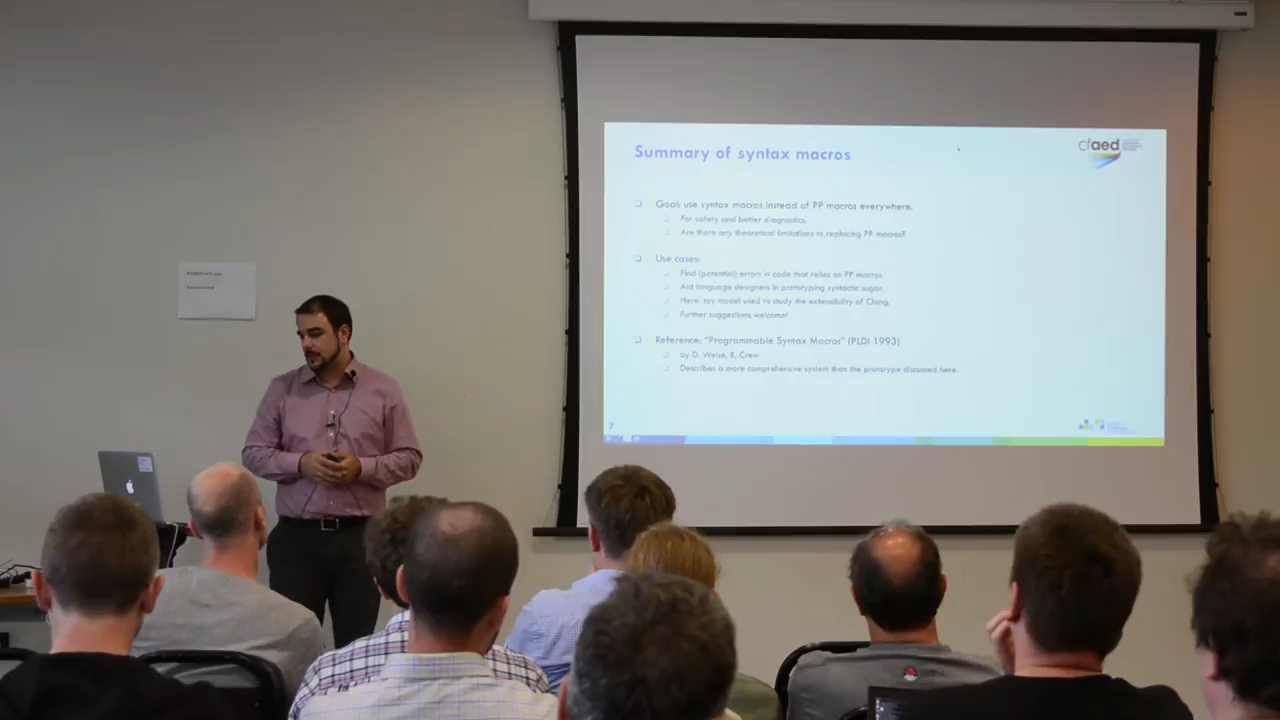 Summary of syntax macros
cfaed
Goal: use syntax macros instead of PP macros everywhere.
For safety and better diagnostics.
Are there any theoretical limitations to replacing PP macros?
Use cases:
Find (potential) errors in code that relies on PP macros.
Aid language designers in prototyping syntactic sugar.
Here: toy model used to study the extensibility of Clang.
Further suggestions welcome!
Reference: "Programmable Syntax Macros" (PLDI 1993)
by D. Weise, R. Crew
Describes a more comprehensive system than the prototype discussed here.
7